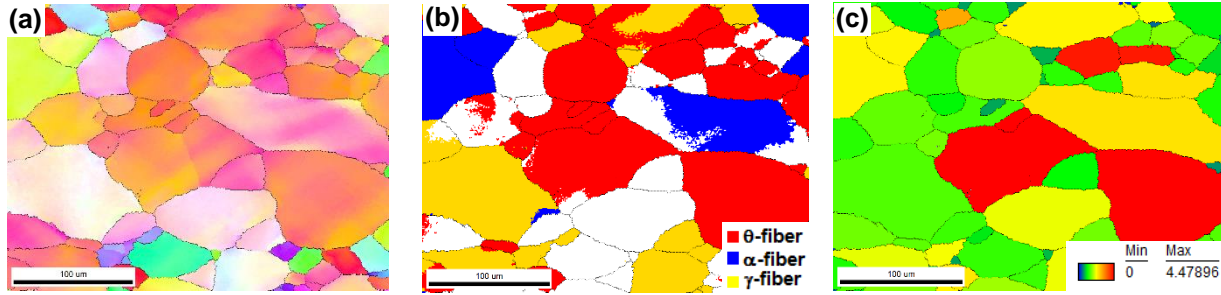 (a)
100 um
(b)
θ-fiber
α-fiber
γ-fiber
100 um
(c)
Min Max
0 4.47896
100 um